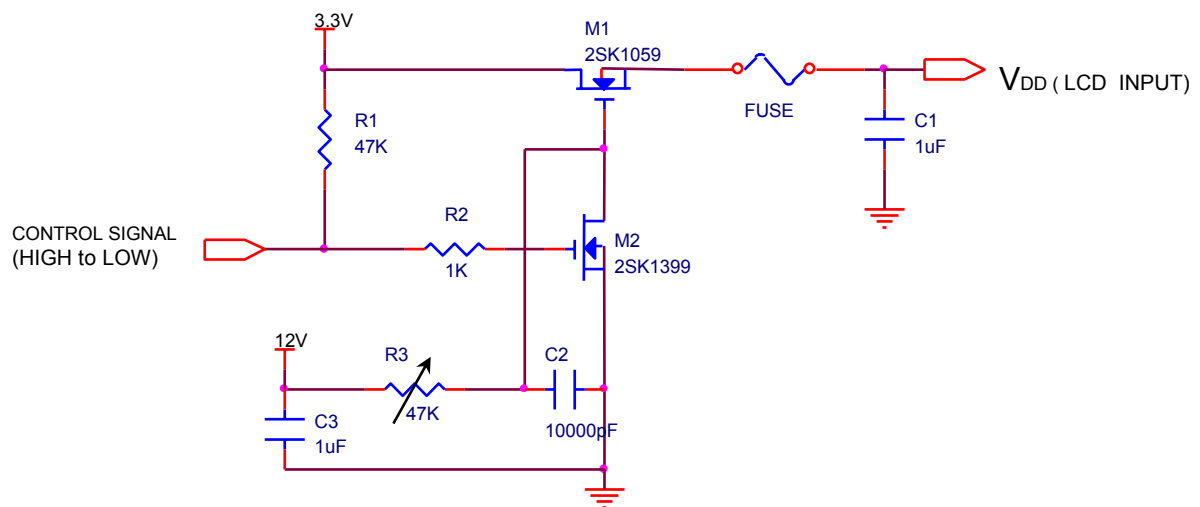 3.3V
M1
2SK1059
FUSE
VDD ( LCD INPUT)
R1
47K
C1
1uF
CONTROL SIGNAL
(HIGH to LOW)
R2
1K
M2
2SK1399
12V
R3
47K
C2
10000pF
C3
1uF